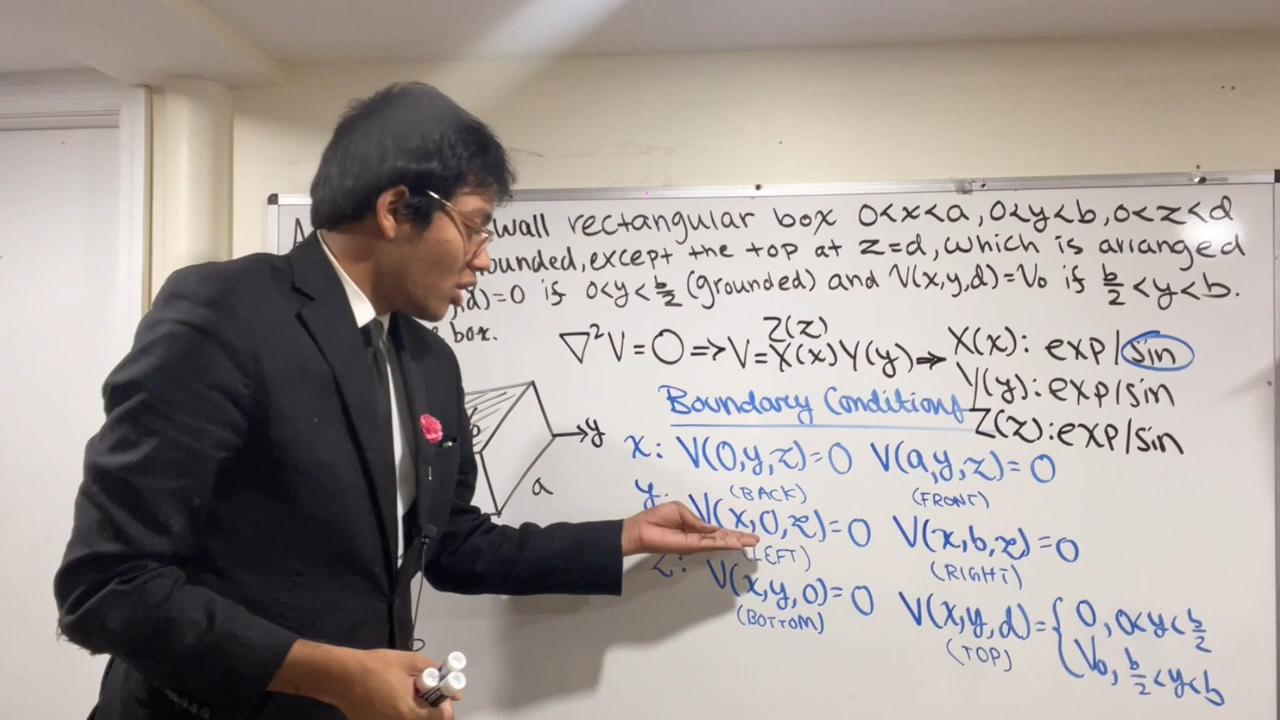 wall rectangular box 0<x<a, 0<y<b, 0<z<d
ounded, except the top at z=d, which is arranged
d)=0 if 0<y<b/2 (grounded) and V(x,y,d)=V₀ if b/2<y<b.
box.
∇²V=0 => V=X(x)Y(y)Z(z) => X(x): exp/sin
Y(y): exp/sin
Z(z): exp/sin
Boundary Conditions
x: V(0,y,z)=0 V(a,y,z)=0
(BACK) (FRONT)
y: V(x,0,z)=0 V(x,b,z)=0
(LEFT) (RIGHT)
z: V(x,y,0)=0 V(x,y,d)={0, 0<y<b/2
V₀, b/2<y<b
(BOTTOM) (TOP)
y
a